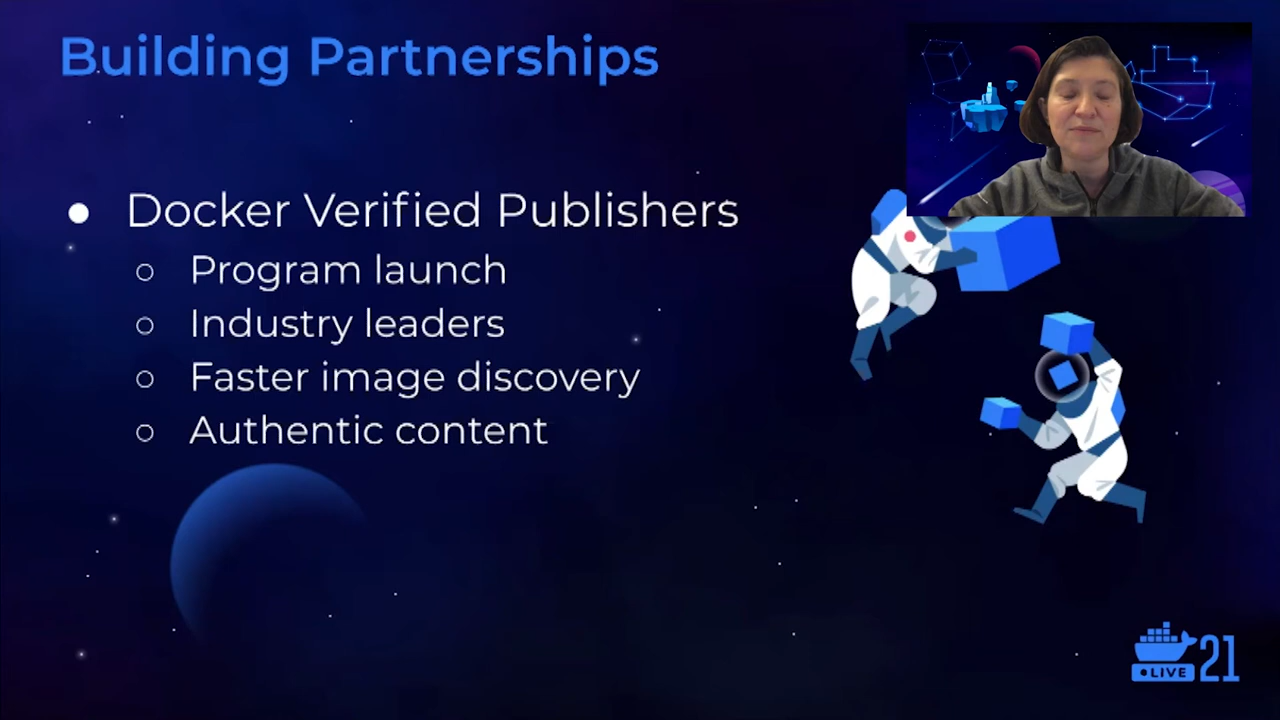 Building Partnerships
● Docker Verified Publishers
○ Program launch
○ Industry leaders
○ Faster image discovery
○ Authentic content
LIVE 21